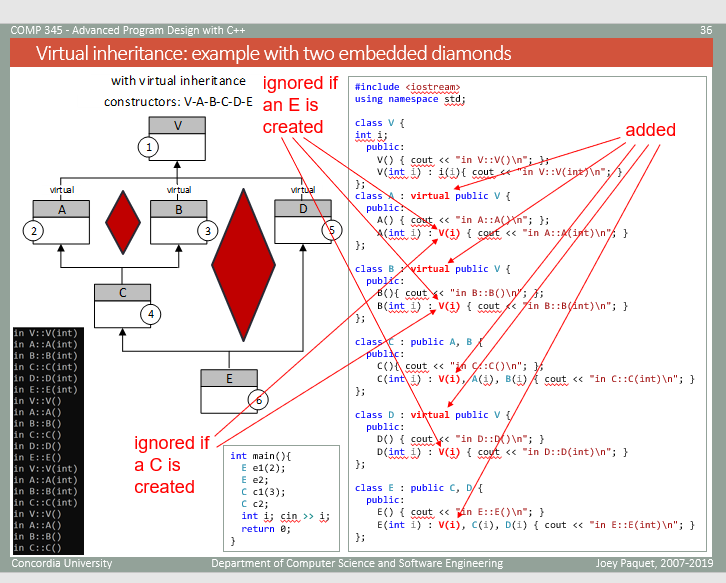 COMP 345 - Advanced Program Design with C++
36
Virtual inheritance: example with two embedded diamonds
with virtual inheritance
constructors: V-A-B-C-D-E
V
1
virtual
virtual
virtual
A
B
D
2
3
5
C
4
E
6
ignored if
an E is
created
added
ignored if
a C is
created
in V::V(int)
in A::A(int)
in B::B(int)
in C::C(int)
in D::D(int)
in E::E(int)
in V::V()
in A::A()
in B::B()
in C::C()
in D::D()
in E::E()
in V::V(int)
in A::A(int)
in B::B(int)
in C::C(int)
in V::V()
in A::A()
in B::B()
in C::C()
int main(){
E e1(2);
E e2;
C c1(3);
C c2;
int i; cin >> i;
return 0;
}
#include <iostream>
using namespace std;
class V {
int i;
public:
V() { cout << "in V::V()\n"; };
V(int i) : i(i){ cout << "in V::V(int)\n"; }
};
class A : virtual public V {
public:
A() { cout << "in A::A()\n"; };
A(int i) : V(i) { cout << "in A::A(int)\n"; }
};
class B : virtual public V {
public:
B(){ cout << "in B::B()\n"; };
B(int i) : V(i) { cout << "in B::B(int)\n"; }
};
class C : public A, B {
public:
C(){ cout << "in C::C()\n"; };
C(int i) : V(i), A(i), B(i) { cout << "in C::C(int)\n"; }
};
class D : virtual public V {
public:
D() { cout << "in D::D()\n"; }
D(int i) : V(i) { cout << "in D::D(int)\n"; }
};
class E : public C, D {
public:
E() { cout << "in E::E()\n"; }
E(int i) : V(i), C(i), D(i) { cout << "in E::E(int)\n"; }
};
Concordia University
Department of Computer Science and Software Engineering
Joey Paquet, 2007-2019